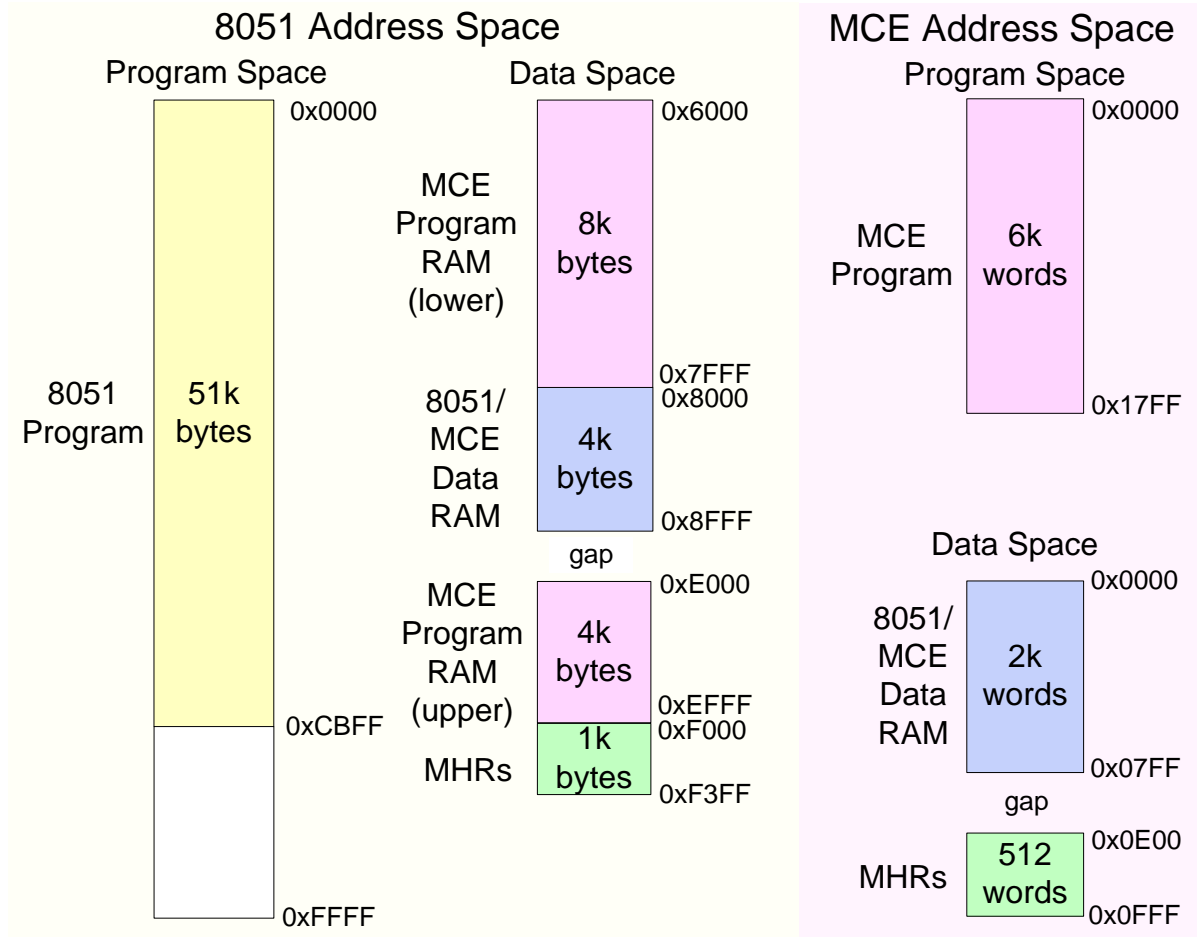 8051 Address Space
Program Space
0x0000
8051
Program
51k
bytes
0xCBFF
0xFFFF
Data Space
0x6000
MCE
Program
RAM
(lower)
8k
bytes
0x7FFF
0x8000
8051/
MCE
Data
RAM
4k
bytes
0x8FFF
gap
0xE000
MCE
Program
RAM
(upper)
4k
bytes
0xEFFF
0xF000
MHRs
1k
bytes
0xF3FF
MCE Address Space
Program Space
0x0000
MCE
Program
6k
words
0x17FF
Data Space
0x0000
8051/
MCE
Data
RAM
2k
words
0x07FF
gap
0x0E00
MHRs
512
words
0x0FFF